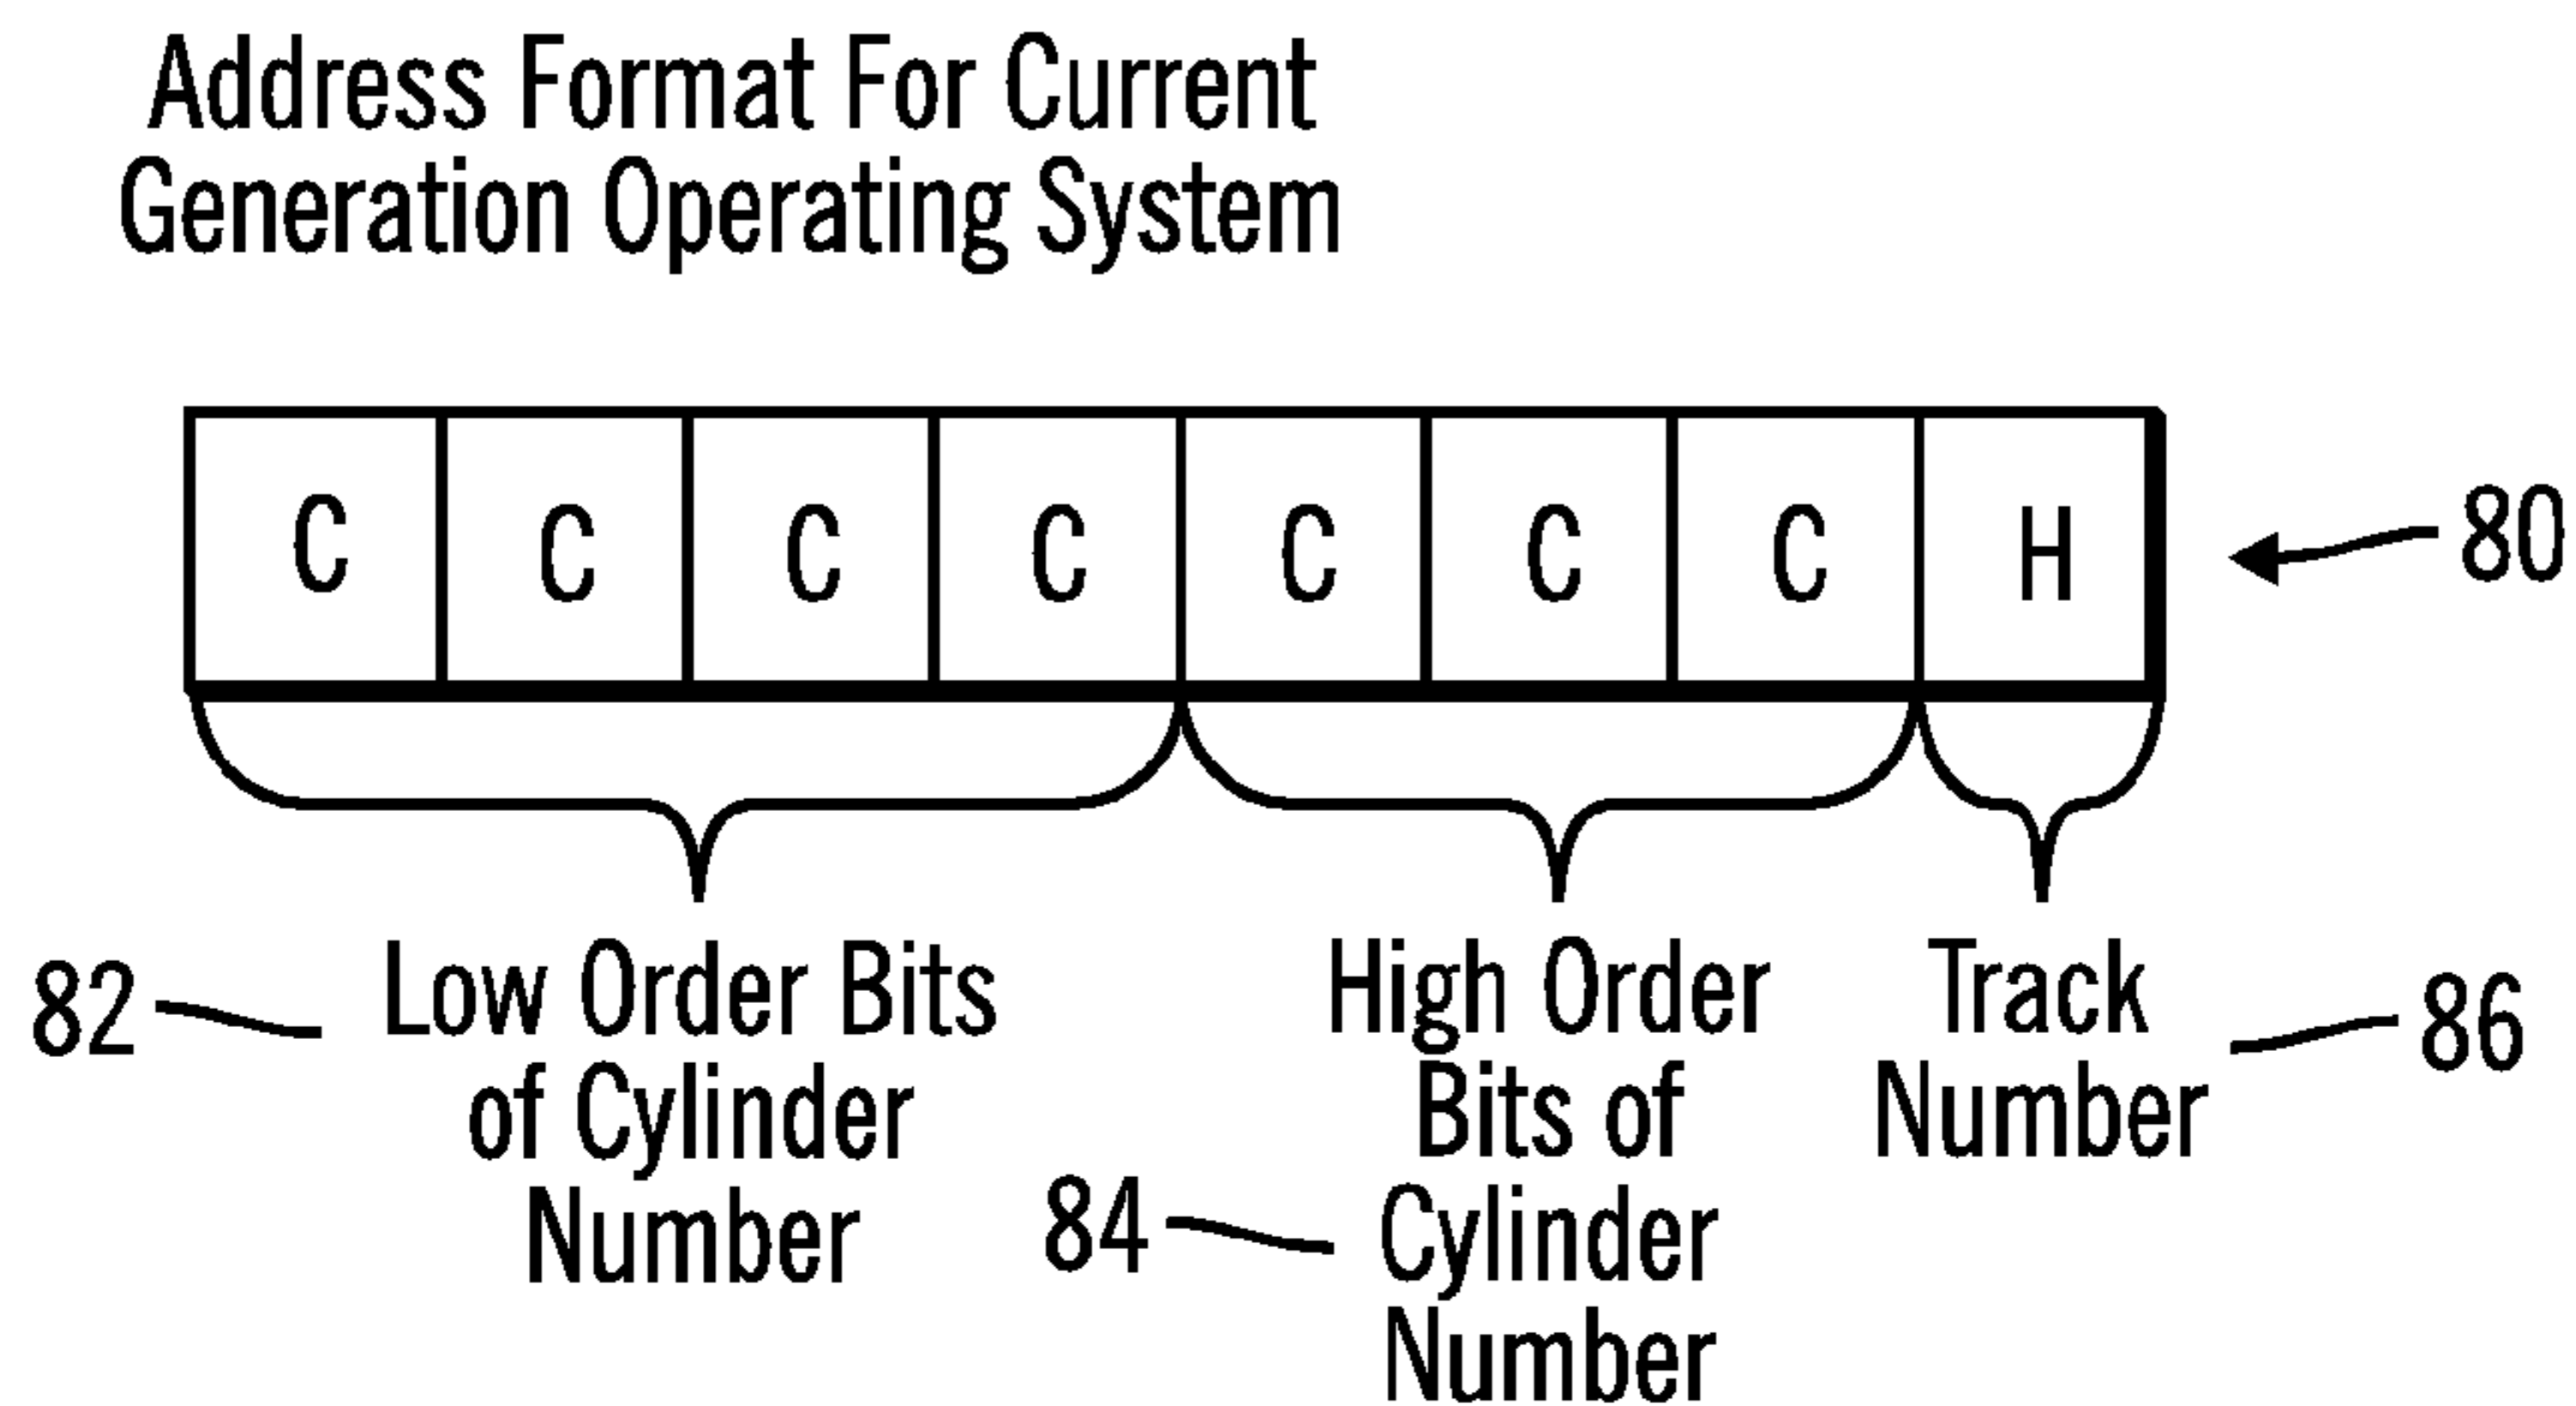 Address Format For Current
Generation Operating System
C C C C C C C H
80
82
Low Order Bits
of Cylinder
Number
84
High Order
Bits of
Cylinder
Number
Track
Number
86